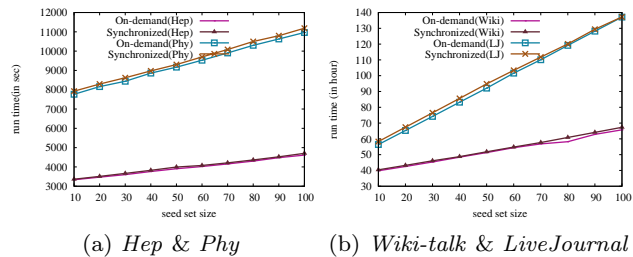 On-demand(Hep)
Synchronized(Hep)
On-demand(Phy)
Synchronized(Phy)
12000
11000
10000
9000
8000
7000
6000
5000
4000
3000
run time(in sec)
10 20 30 40 50 60 70 80 90 100
seed set size
(a) Hep & Phy
On-demand(Wiki)
Synchronized(Wiki)
On-demand(LJ)
Synchronized(LJ)
140
130
120
110
100
90
80
70
60
50
40
30
run time (in hour)
10 20 30 40 50 60 70 80 90 100
seed set size
(b) Wiki-talk & LiveJournal